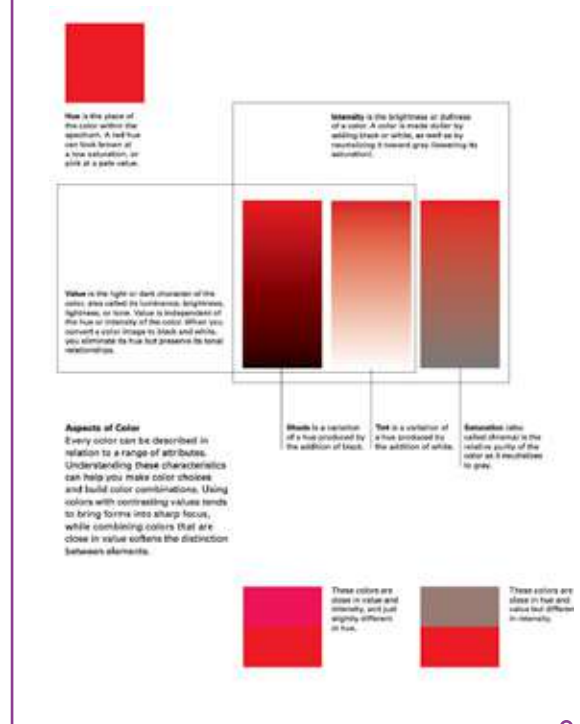 Hue is the place of
the color within the
spectrum. A red hue
can look brown at
a low saturation, or
pink at a pale value.
Intensity is the brightness or dullness
of a color. A color is made duller by
adding black or white, as well as by
neutralizing it toward gray (lowering its
saturation).
Value is the light or dark character of the
color, also called its luminance, brightness,
lightness, or tone. Value is independent of
the hue or intensity of the color. When you
convert a color image to black and white,
you eliminate its hue but preserve its tonal
relationships.
Shade is a variation
of a hue produced by
the addition of black.
Tint is a variation of
a hue produced by
the addition of white.
Saturation (also
called chroma) is the
relative purity of the
color as it neutralizes
to gray.
Aspects of Color
Every color can be described in
relation to a range of attributes.
Understanding these characteristics
can help you make color choices
and build color combinations. Using
colors with contrasting values tends
to bring forms into sharp focus,
while combining colors that are
close in value softens the distinction
between elements.
These colors are
close in value and
intensity, and just
slightly different
in hue.
These colors are
close in hue and
value but different
in intensity.